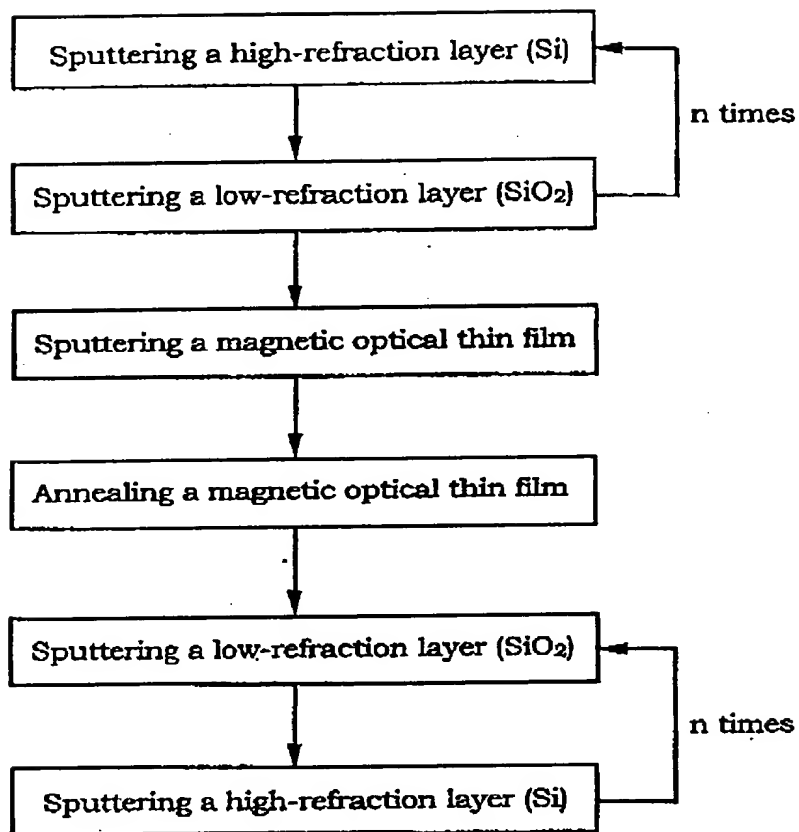 Sputtering a high-refraction layer (Si)
n times
Sputtering a low-refraction layer (SiO₂)
Sputtering a magnetic optical thin film
Annealing a magnetic optical thin film
Sputtering a low-refraction layer (SiO₂)
n times
Sputtering a high-refraction layer (Si)